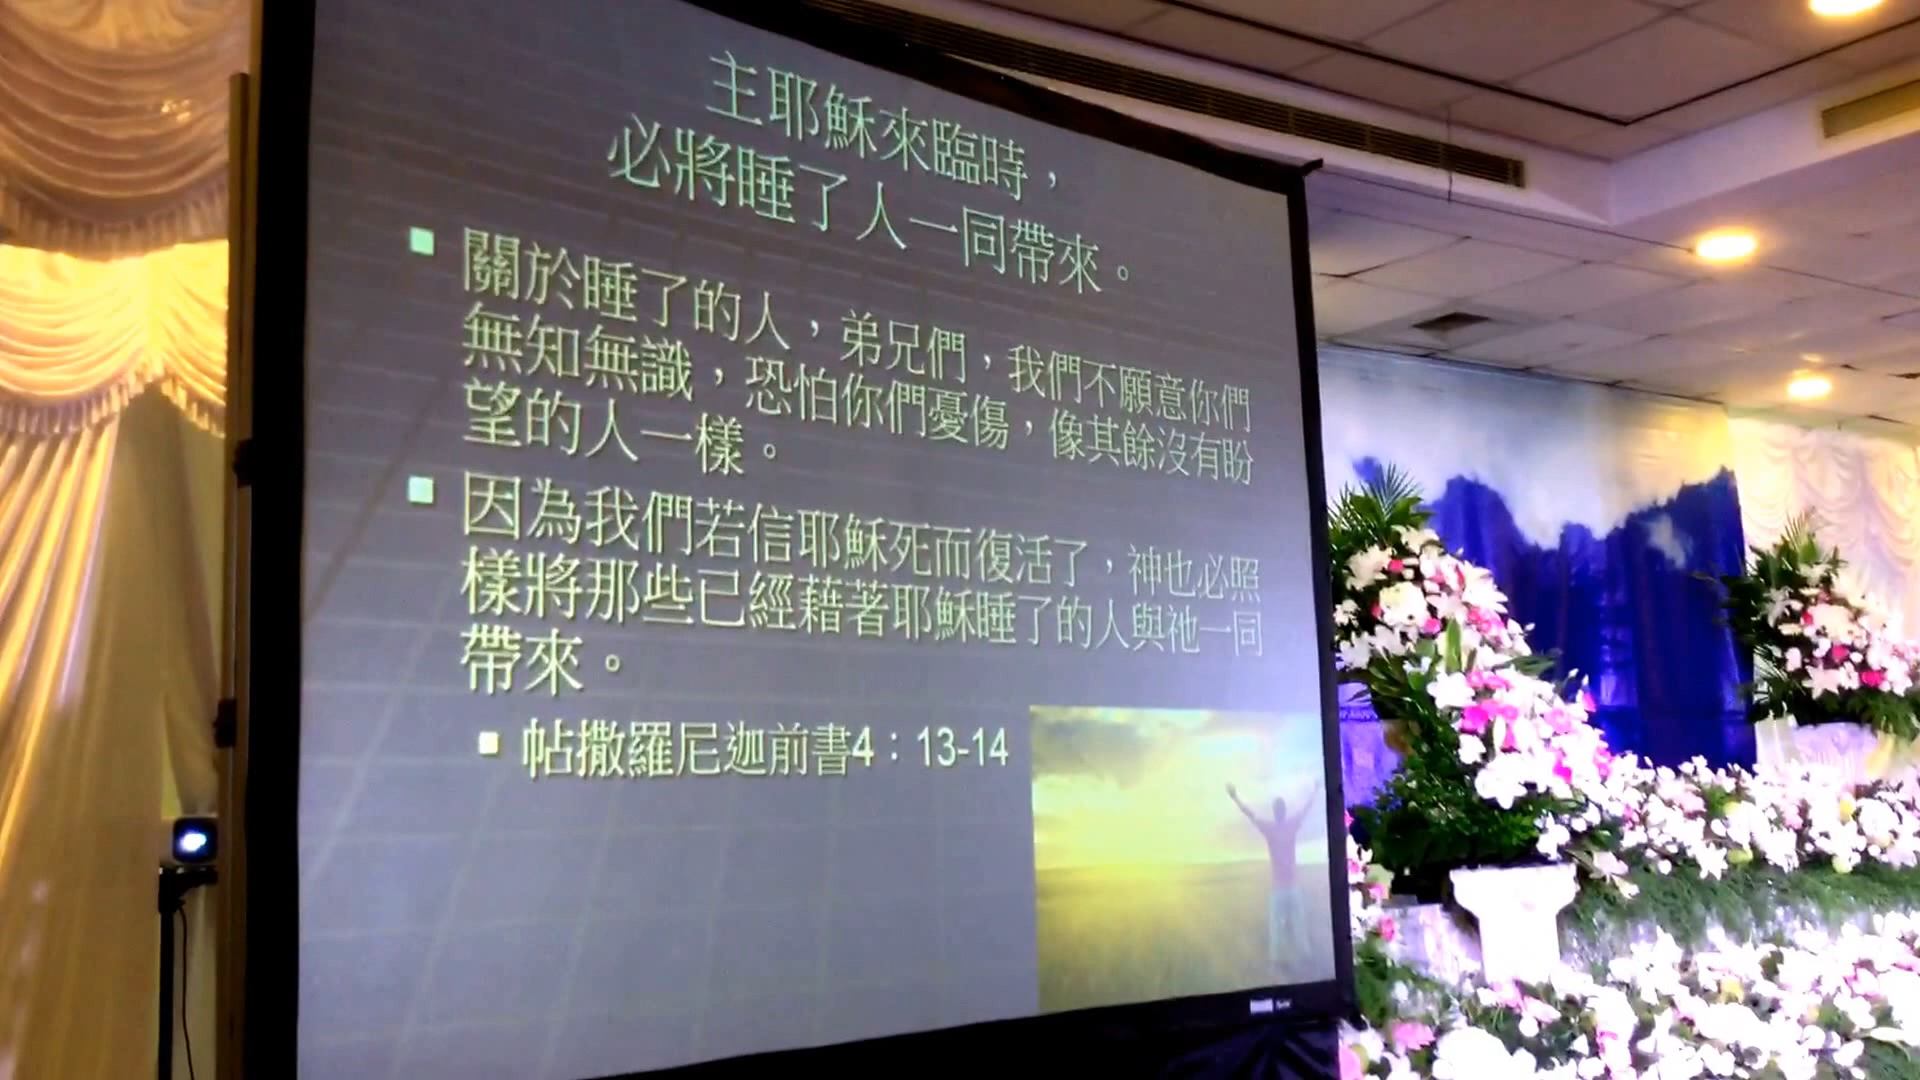 主耶穌來臨時，
必將睡了人一同帶來。
關於睡了的人，弟兄們，我們不願意你們
無知無識，恐怕你們憂傷，像其餘沒有盼
望的人一樣。
因為我們若信耶穌死而復活了，神也必照
樣將那些已經藉著耶穌睡了的人與祂一同
帶來。
帖撒羅尼迦前書4：13-14